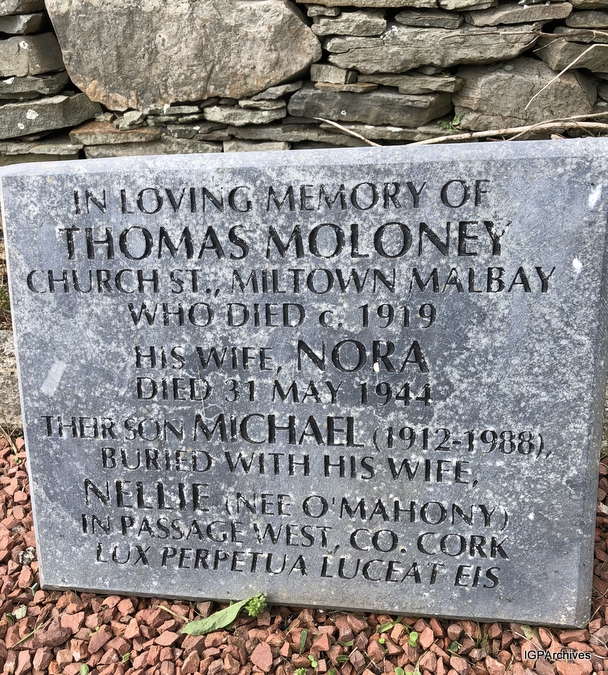 IN LOVING MEMORY OF
THOMAS MOLONEY
CHURCH ST., MILTOWN MALBAY
WHO DIED c. 1919
HIS WIFE, NORA
DIED 31 MAY 1944
THEIR SON MICHAEL (1912-1988),
BURIED WITH HIS WIFE,
NELLIE (NEE O'MAHONY)
IN PASSAGE WEST, CO. CORK
LUX PERPETUA LUCEAT EIS
IGPArchives